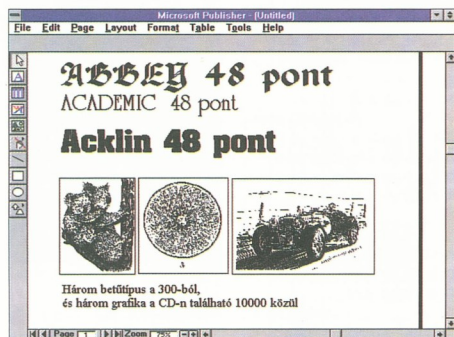 Microsoft Publisher - [Untitled]
File Edit Page Layout Format Table Tools Help
ABBEY 48 pont
ACADEMIC 48 pont
Acklin 48 pont
Három betűtípus a 300-ból,
és három grafika a CD-n található 10000 közül
Page 1 Zoom 75%